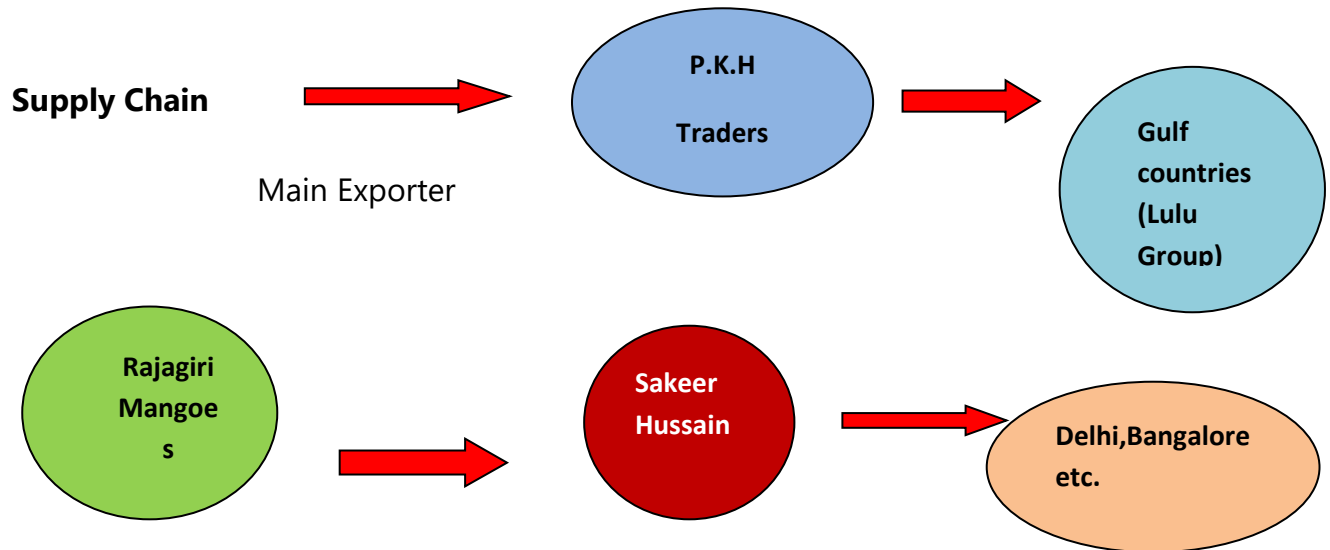 Supply Chain
P.K.H
Traders
Gulf
countries
(Lulu
Group)
Main Exporter
Rajagiri
Mangoe
s
Sakeer
Hussain
Delhi,Bangalore
etc.